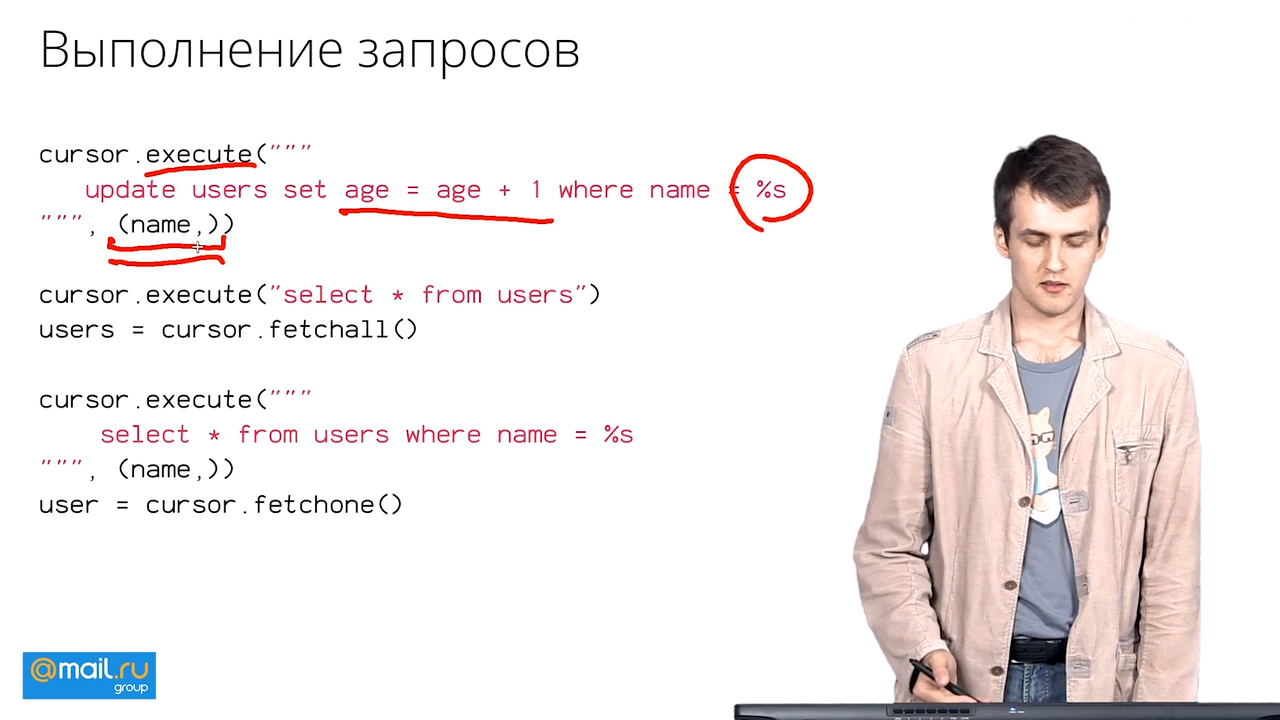 Выполнение запросов
cursor.execute("""
update users set age = age + 1 where name = %s
""", (name,))
cursor.execute("select * from users")
users = cursor.fetchall()
cursor.execute("""
select * from users where name = %s
""", (name,))
user = cursor.fetchone()
@mail.ru
group